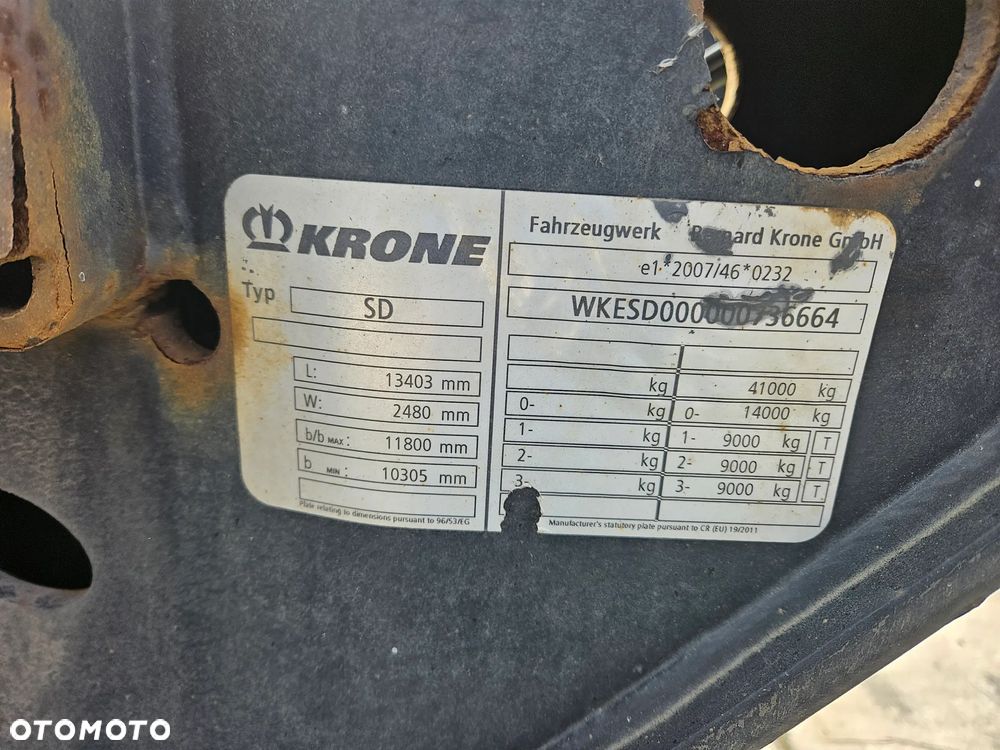 KRONE
Typ SD
L: 13403 mm
W: 2480 mm
b/b MAX : 11800 mm
b MIN : 10305 mm
Plate relating to dimensions pursuant to 96/53/EG
Fahrzeugwerk Bernard Krone GmbH
e1*2007/46*0232
WKESD000000736664
kg 41000 kg
0- kg 0- 14000 kg
1- kg 1- 9000 kg T
2- kg 2- 9000 kg T
3- kg 3- 9000 kg T
Manufacturer's statutory plate pursuant to CR (EU) 19/2011
OTOMOTO